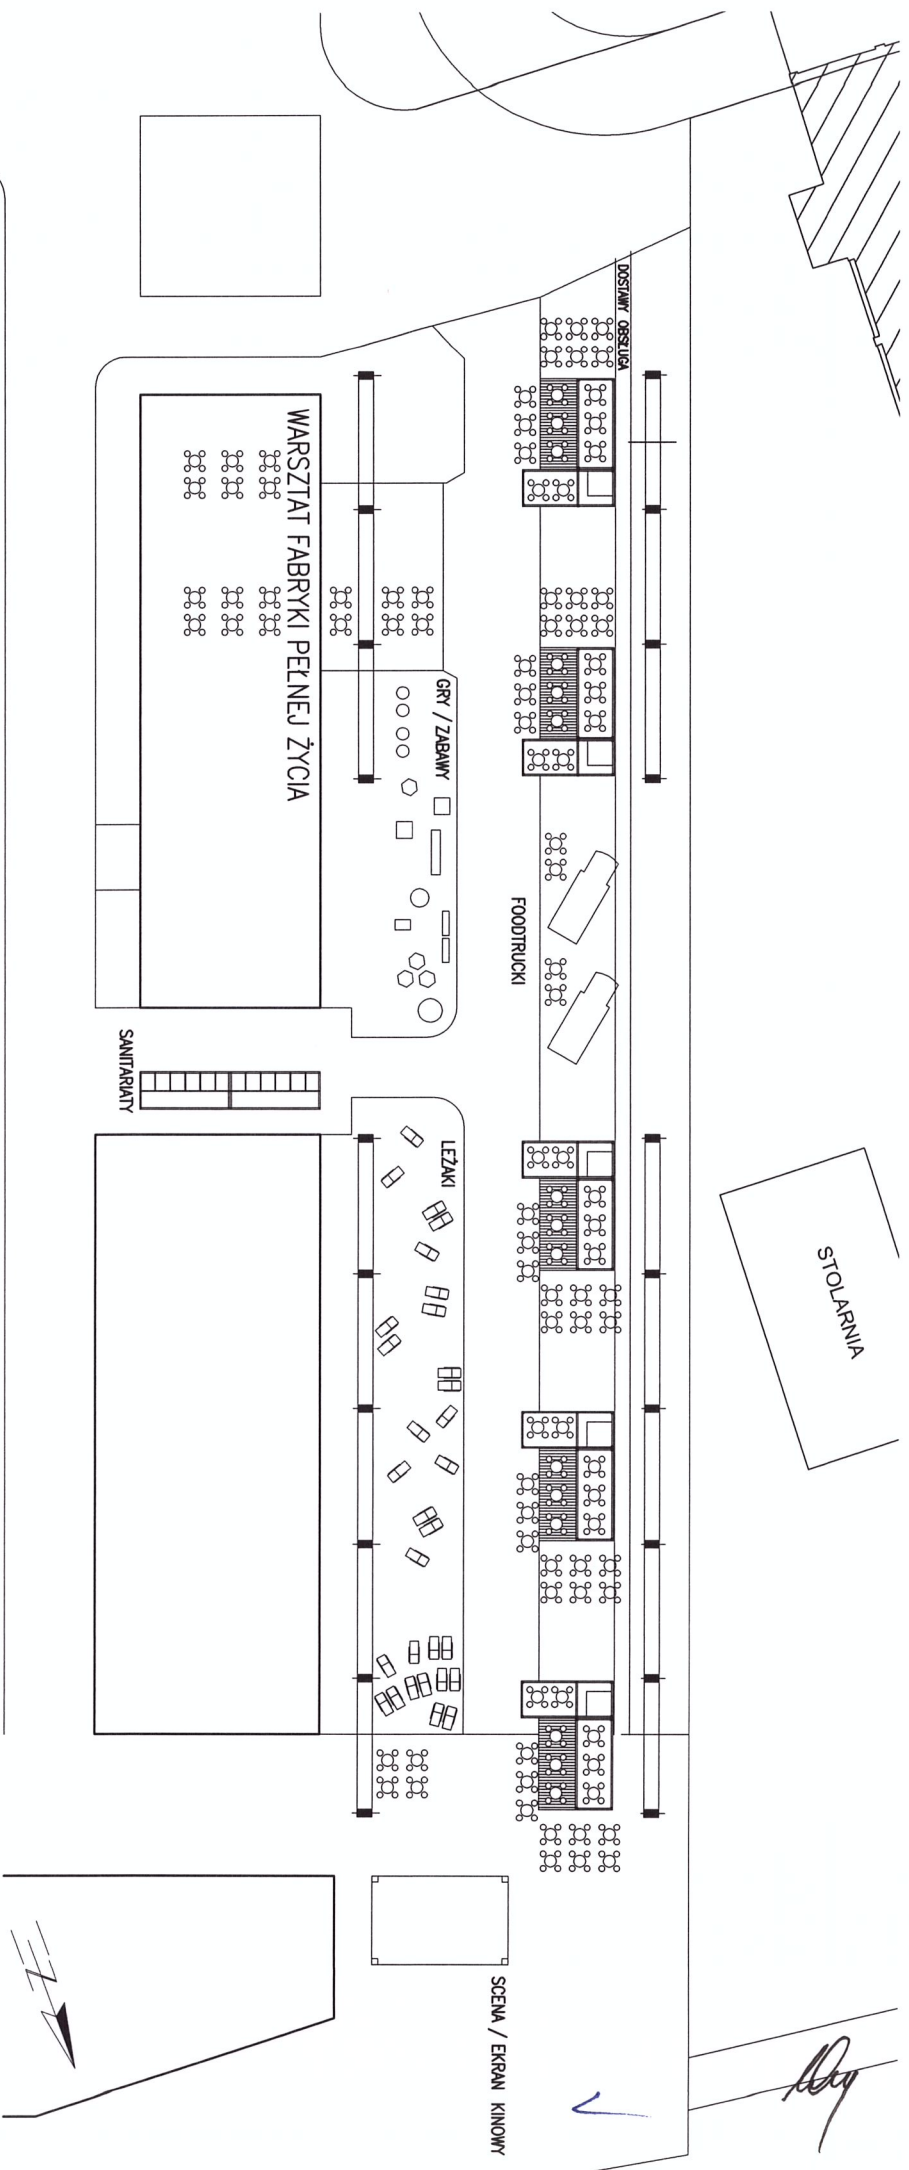 DOSTAWY OBSŁUGA
WARSZTAT FABRYKI PEŁNEJ ŻYCIA
GRY / ZABAWY
FOODTRUCKI
SANITARIATY
LEŻAKI
STOLARNIA
SCENA / EKRAN KINOWY